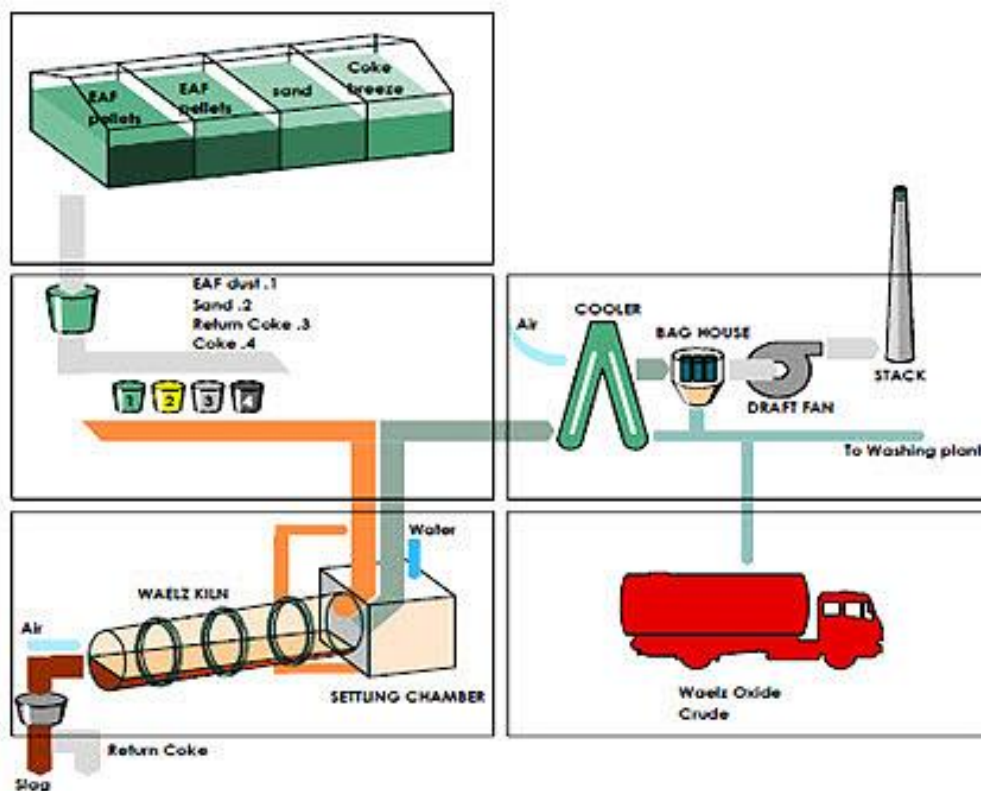 EAF
pellets
EAF
pellets
sand
Coke
breeze
EAF dust .1
Sand .2
Return Coke .3
Coke .4
1
2
3
4
Air
COOLER
BAG HOUSE
DRAFT FAN
STACK
To Washing plant
Water
WAELZ KILN
Air
SETTLING CHAMBER
Return Coke
Slag
Waelz Oxide
Crude